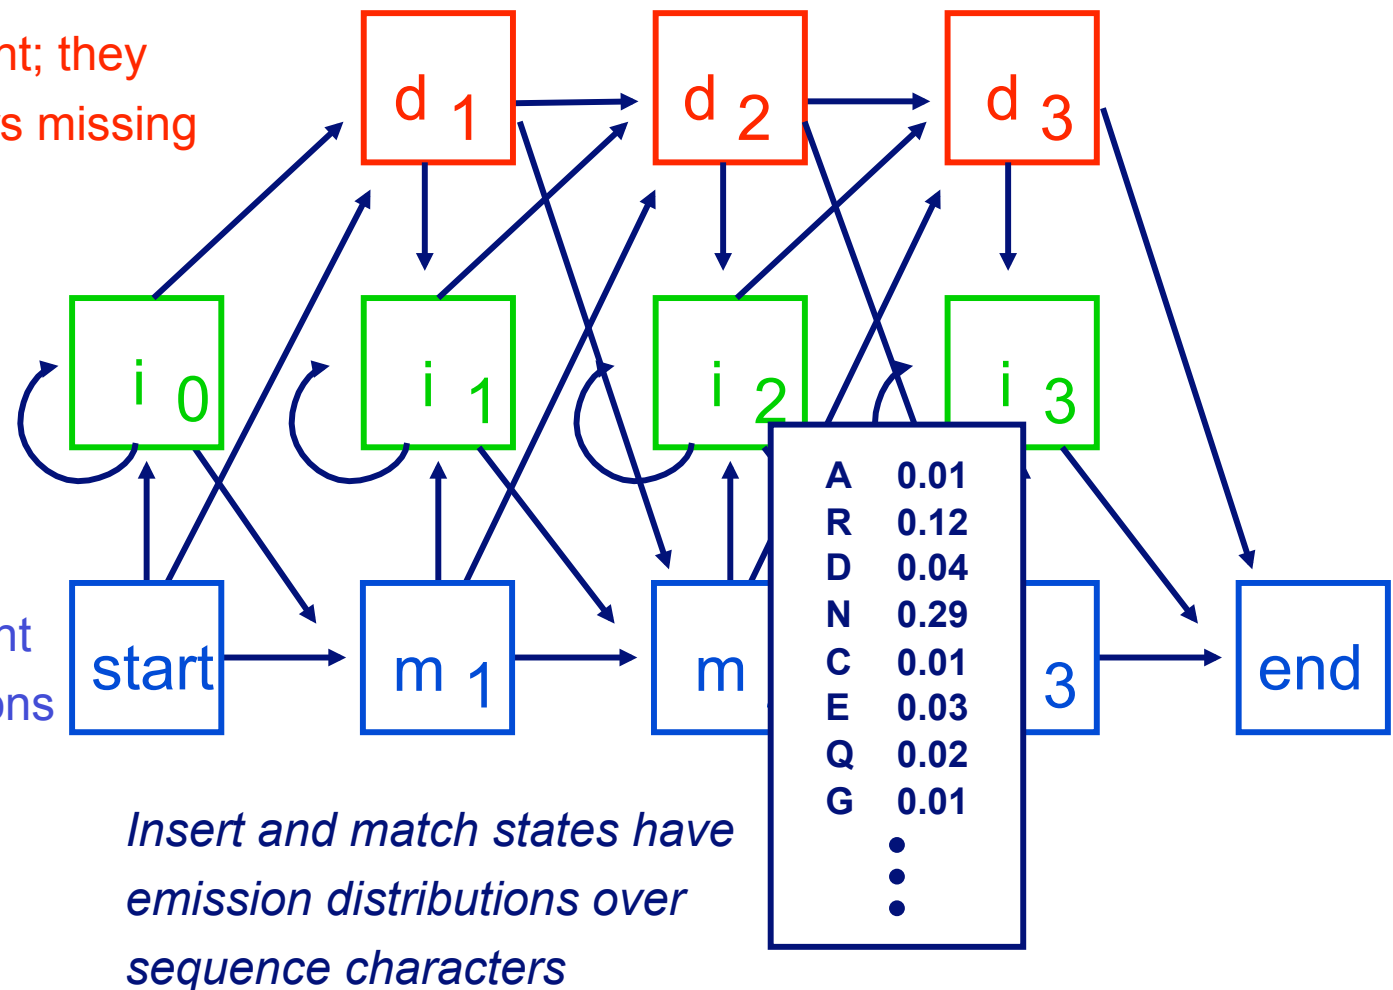 nt; they
rs missing
d 1
d 2
d 3
i 0
i 1
i 2
i 3
start
m 1
m
3
end
nt
ons
A 0.01
R 0.12
D 0.04
N 0.29
C 0.01
E 0.03
Q 0.02
G 0.01
Insert and match states have
emission distributions over
sequence characters